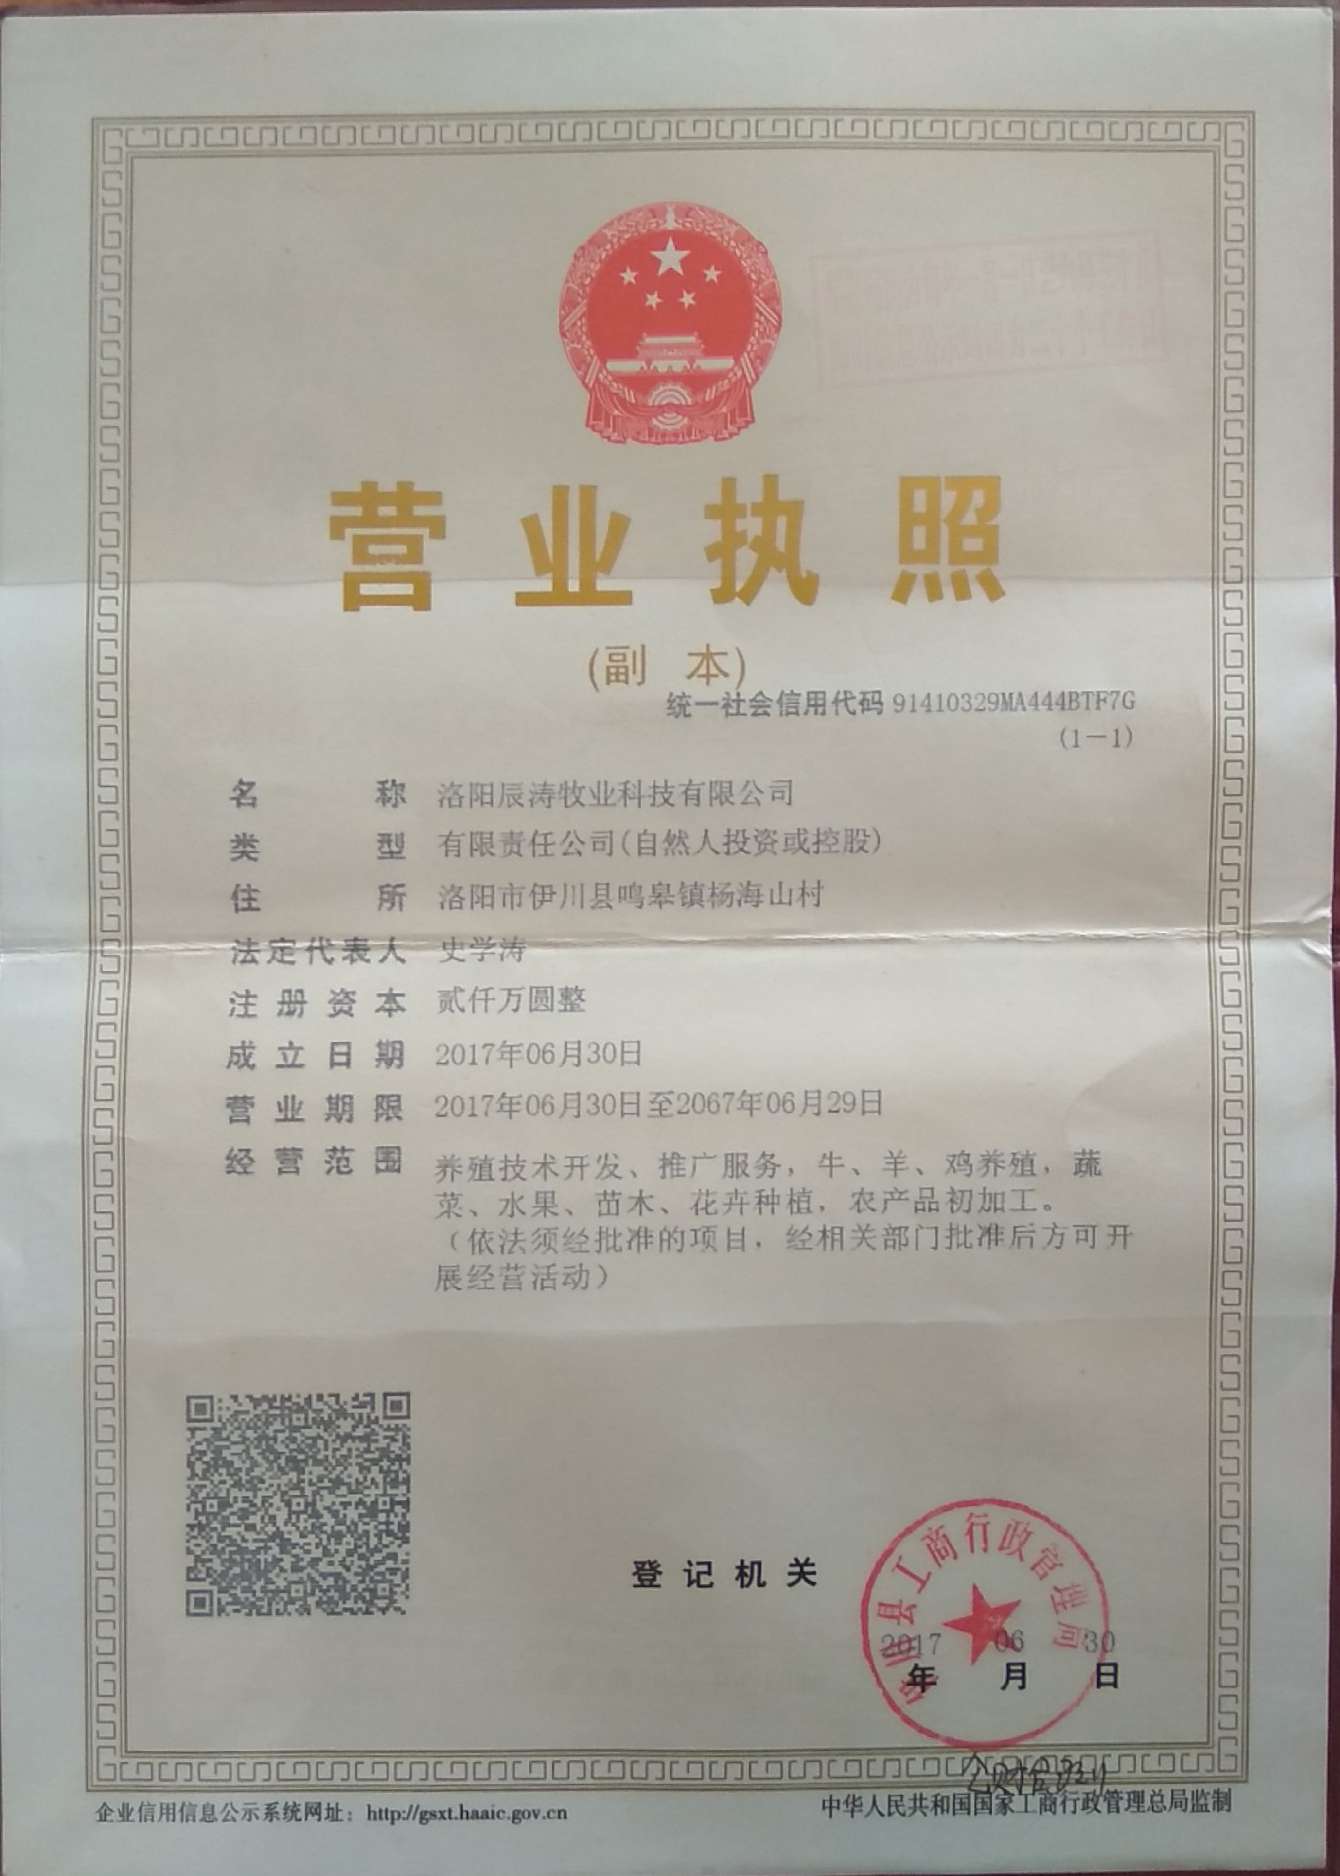 营业执照
(副 本)
统一社会信用代码 91410329MA444BTF7G
(1－1)
名 称 洛阳辰涛牧业科技有限公司
类 型 有限责任公司(自然人投资或控股)
住 所 洛阳市伊川县鸣皋镇杨海山村
法定代表人 史学涛
注册资本 贰仟万圆整
成立日期 2017年06月30日
营业期限 2017年06月30日至2067年06月29日
经营范围 养殖技术开发、推广服务，牛、羊、鸡养殖，蔬
菜、水果、苗木、花卉种植，农产品初加工。
（依法须经批准的项目，经相关部门批准后方可开
展经营活动）
登记机关
伊川县工商行政管理局
2017 06 30
年 月 日
企业信用信息公示系统网址：http://gsxt.haaic.gov.cn
中华人民共和国国家工商行政管理总局监制